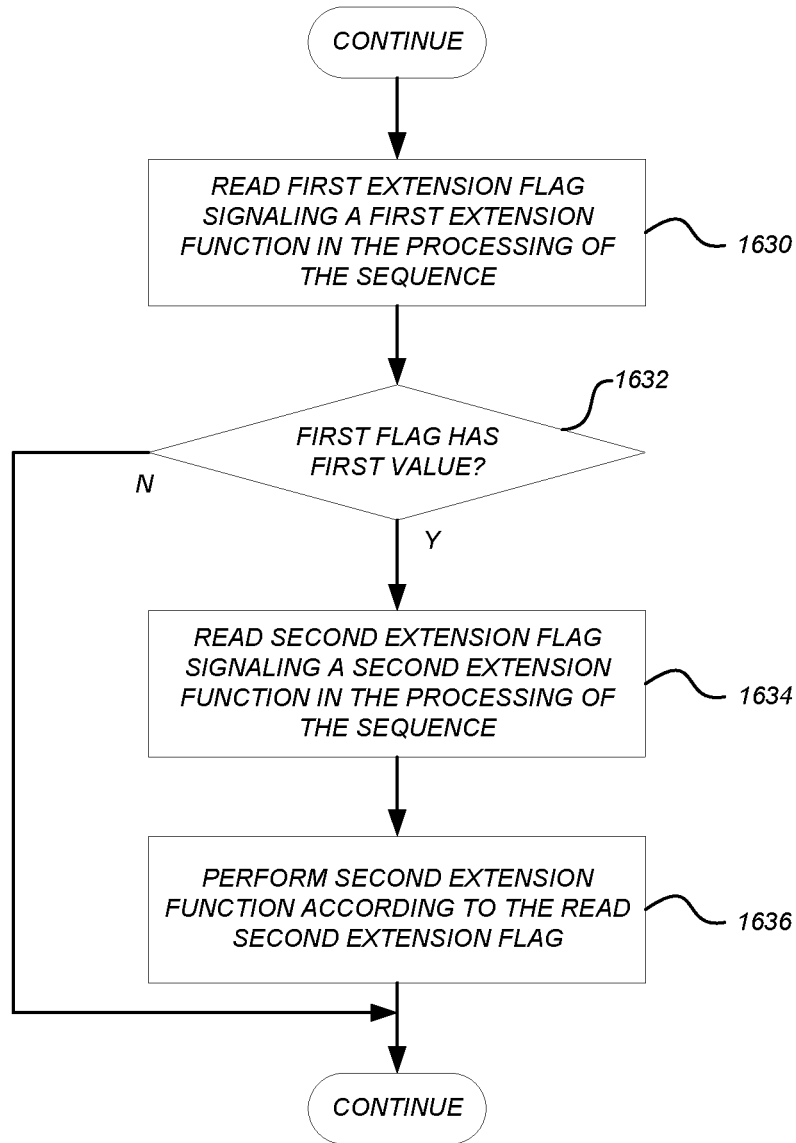 CONTINUE
READ FIRST EXTENSION FLAG
SIGNALING A FIRST EXTENSION
FUNCTION IN THE PROCESSING OF
THE SEQUENCE
1630
1632
FIRST FLAG HAS
FIRST VALUE?
N
Y
READ SECOND EXTENSION FLAG
SIGNALING A SECOND EXTENSION
FUNCTION IN THE PROCESSING OF
THE SEQUENCE
1634
PERFORM SECOND EXTENSION
FUNCTION ACCORDING TO THE READ
SECOND EXTENSION FLAG
1636
CONTINUE